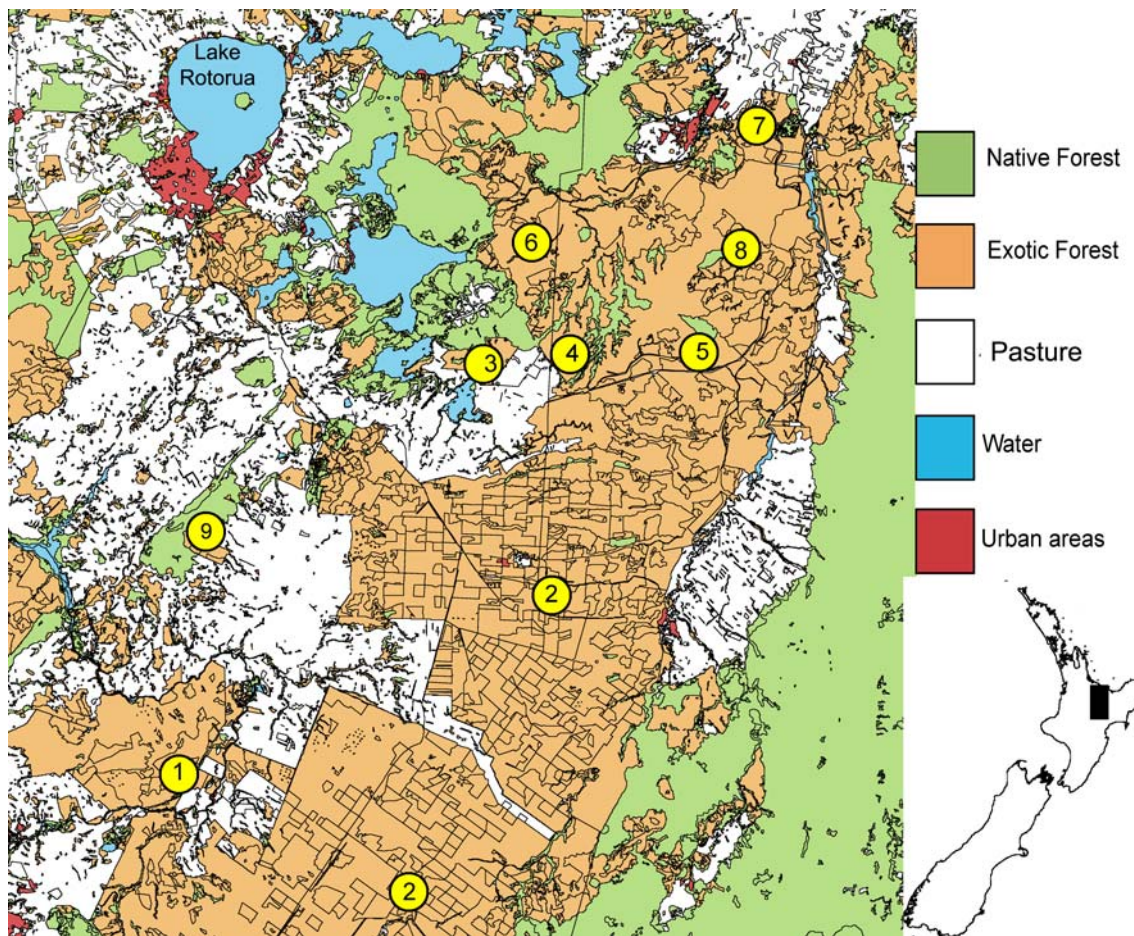 Lake
Rotorua
7
6
8
3
4
5
9
2
1
2
Native Forest
Exotic Forest
Pasture
Water
Urban areas